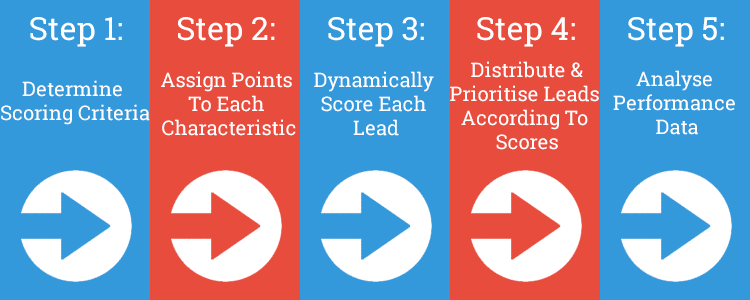 Step 1:
Determine
Scoring Criteria
Step 2:
Assign Points
To Each
Characteristic
Step 3:
Dynamically
Score Each
Lead
Step 4:
Distribute &
Prioritise Leads
According To
Scores
Step 5:
Analyse
Performance
Data